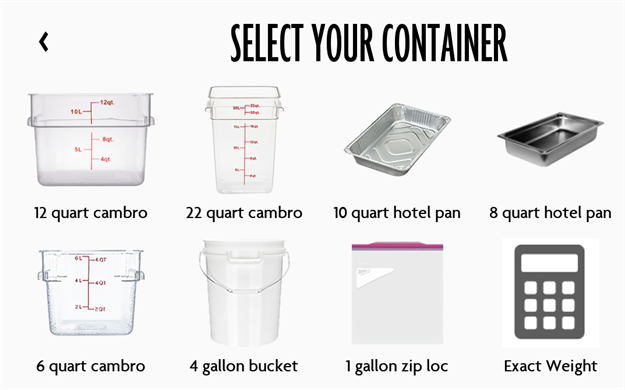 SELECT YOUR CONTAINER
12qt.
10L
8qt.
5L
4qt.
12 quart cambro
22 quart cambro
10 quart hotel pan
8 quart hotel pan
6 L
6 QT
4 L
4 QT
2 L
2 QT
6 quart cambro
4 gallon bucket
1 gallon zip loc
Exact Weight